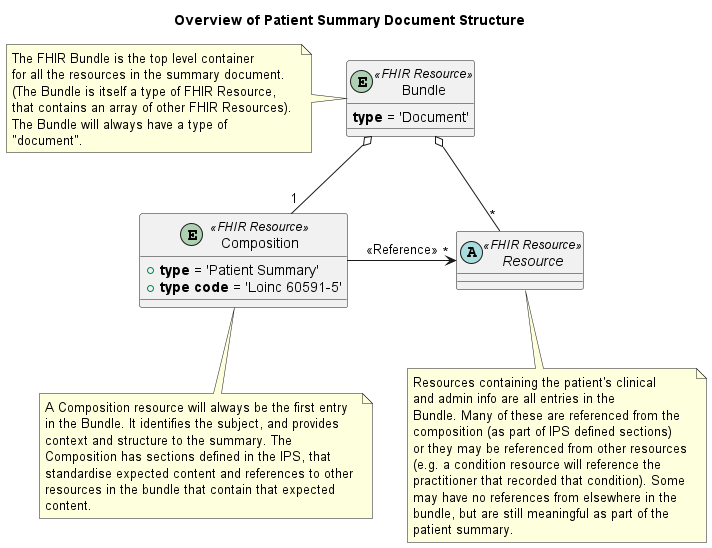 Overview of Patient Summary Document Structure
The FHIR Bundle is the top level container
for all the resources in the summary document.
(The Bundle is itself a type of FHIR Resource,
that contains an array of other FHIR Resources).
The Bundle will always have a type of
"document".
E
«FHIR Resource»
Bundle
type = 'Document'
1
*
E
«FHIR Resource»
Composition
type = 'Patient Summary'
type code = 'Loinc 60591-5'
«Reference» *
A
«FHIR Resource»
Resource
A Composition resource will always be the first entry
in the Bundle. It identifies the subject, and provides
context and structure to the summary. The
Composition has sections defined in the IPS, that
standardise expected content and references to other
resources in the bundle that contain that expected
content.
Resources containing the patient's clinical
and admin info are all entries in the
Bundle. Many of these are referenced from the
composition (as part of IPS defined sections)
or they may be referenced from other resources
(e.g. a condition resource will reference the
practitioner that recorded that condition). Some
may have no references from elsewhere in the
bundle, but are still meaningful as part of the
patient summary.